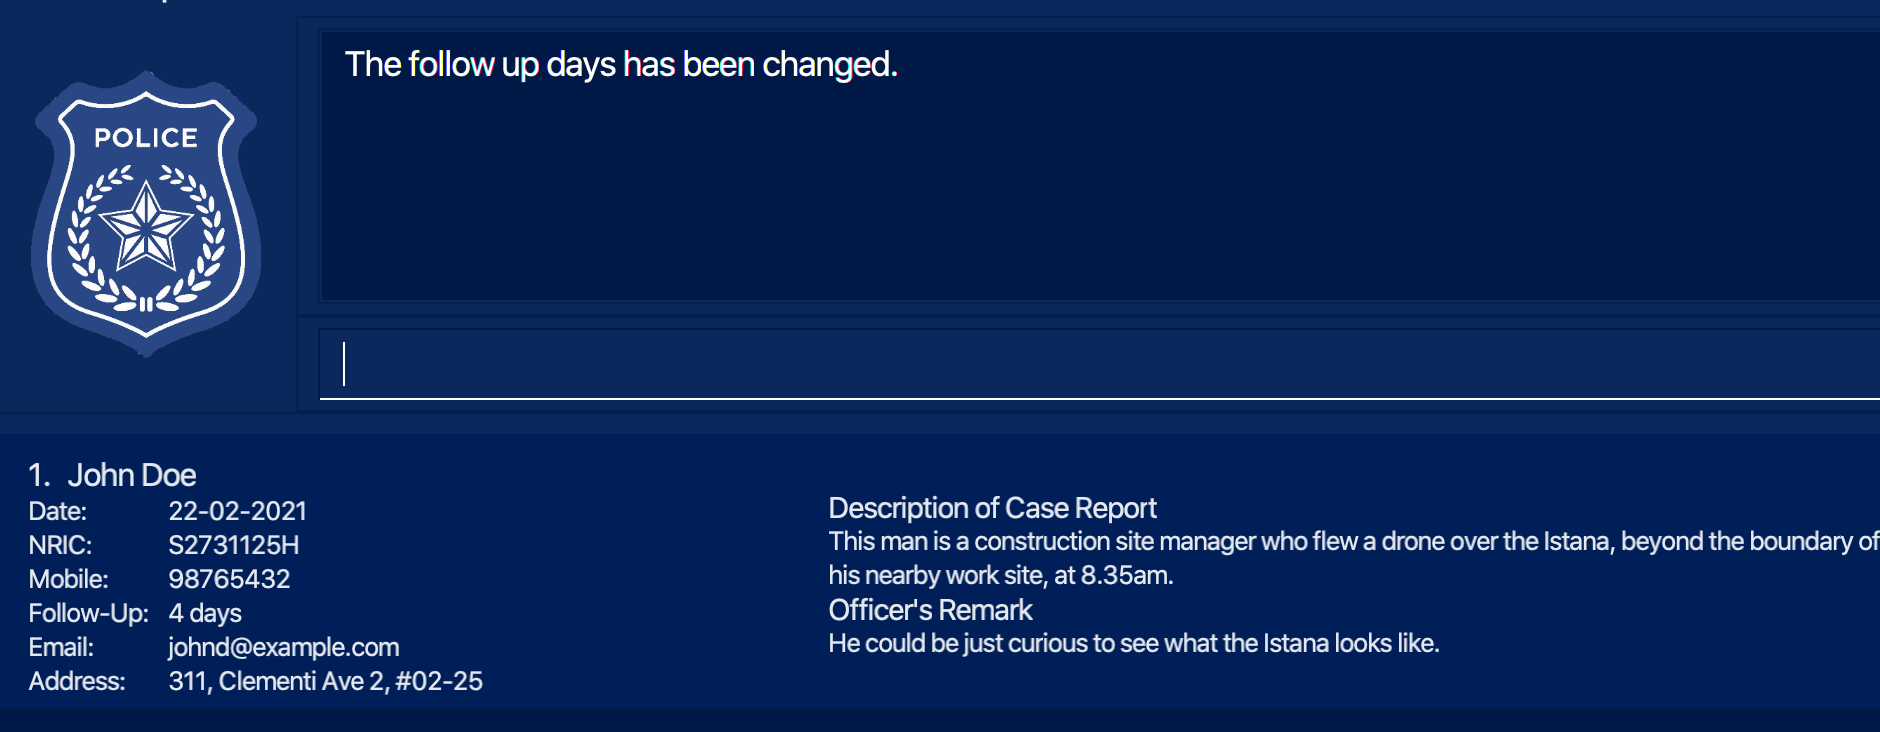 The follow up days has been changed.
POLICE
1. John Doe
Date: 22-02-2021
NRIC: S2731125H
Mobile: 98765432
Follow-Up: 4 days
Email: johnd@example.com
Address: 311, Clementi Ave 2, #02-25
Description of Case Report
This man is a construction site manager who flew a drone over the Istana, beyond the boundary of
his nearby work site, at 8.35am.
Officer's Remark
He could be just curious to see what the Istana looks like.